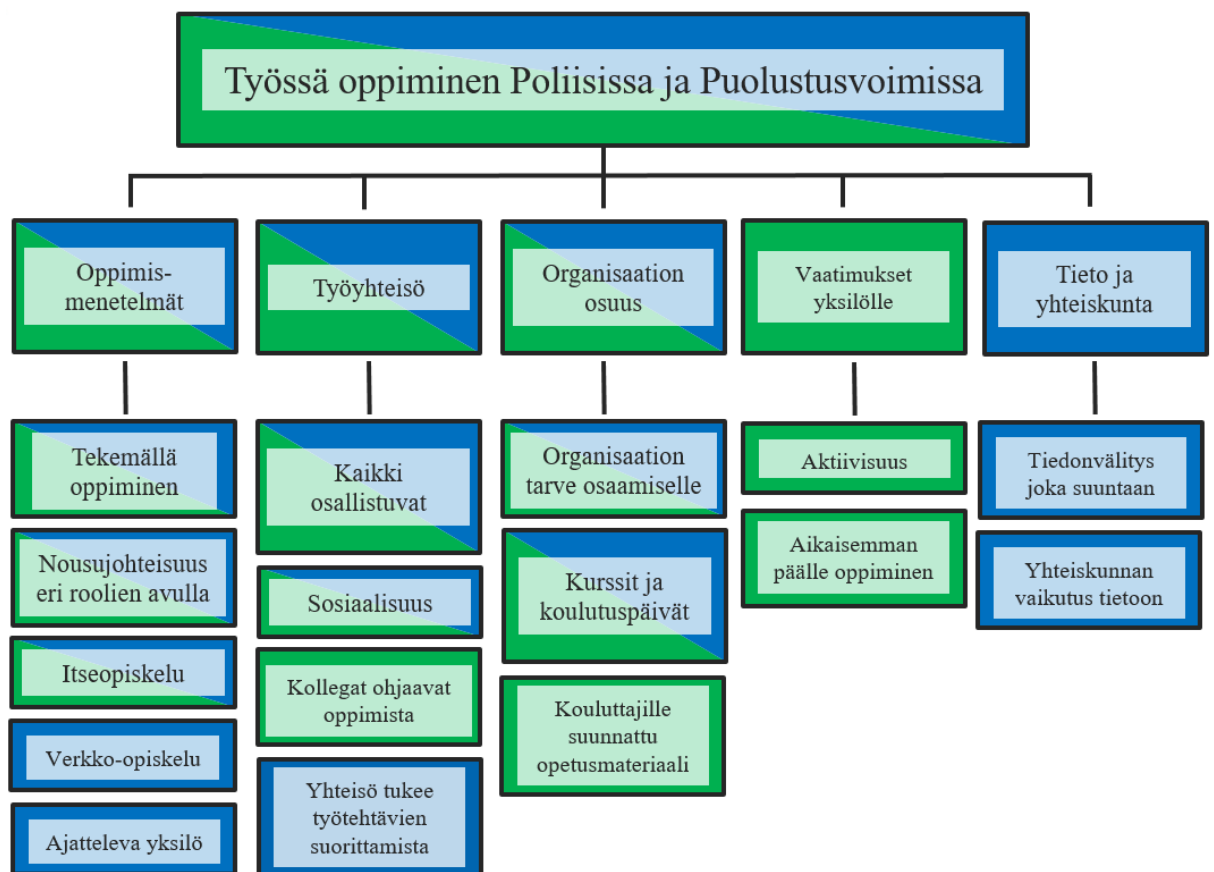 Työssä oppiminen Poliisissa ja Puolustusvoimissa
Oppimis-
menetelmät
Työyhteisö
Organisaation
osuus
Vaatimukset
yksilölle
Tieto ja
yhteiskunta
Tekemällä
oppiminen
Nousujohteisuus
eri roolien avulla
Itseopiskelu
Verkko-opiskelu
Ajatteleva yksilö
Kaikki
osallistuvat
Sosiaalisuus
Kollegat ohjaavat
oppimista
Yhteisö tukee
työtehtävien
suorittamista
Organisaation
tarve osaamiselle
Kurssit ja
koulutuspäivät
Kouluttajille
suunnattu
opetusmateriaali
Aktiivisuus
Aikaisemman
päälle oppiminen
Tiedonvälitys
joka suuntaan
Yhteiskunnan
vaikutus tietoon